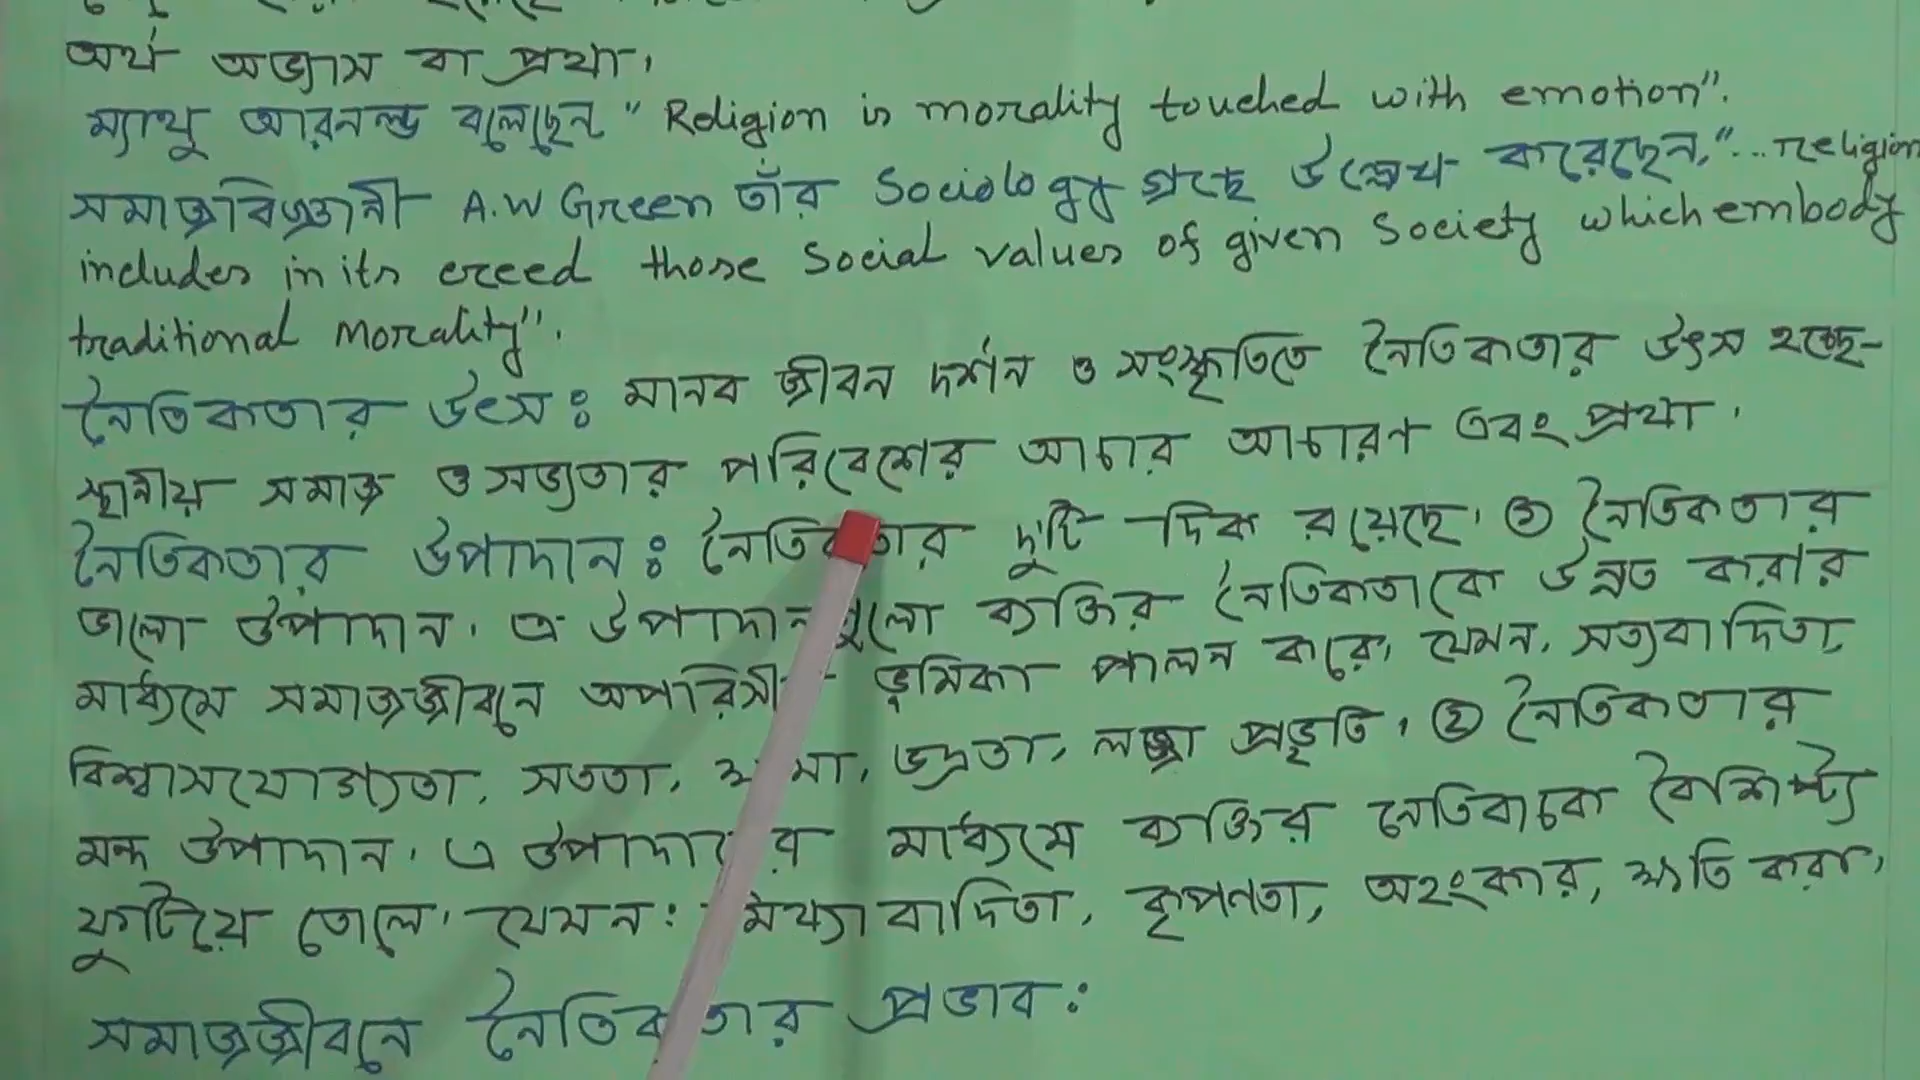 অর্থ অভ্যাস বা প্রথা।
ম্যাথু আরনল্ড বলেছেন "Religion is morality touched with emotion".
সমাজবিজ্ঞানী A.W Green তাঁর Sociology গ্রন্থে উল্লেখ করেছেন, "...religion
includes in its creed those social values of given society which embody
traditional morality".
নৈতিকতার উৎস: মানব জীবন দর্শন ও সংস্কৃতিতে নৈতিকতার উৎস হচ্ছে-
স্থানীয় সমাজ ও সভ্যতার পরিবেশের আচার আচারণ এবং প্রথা।
নৈতিকতার উপাদান: নৈতিকতার দুটি দিক রয়েছে। ① নৈতিকতার
ভালো উপাদান। এ উপাদানগুলো ব্যক্তির নৈতিকতাকে উন্নত করার
মাধ্যমে সমাজজীবনে ভূমিকা পালন করে, যেমন, সত্যবাদিতা,
বিশ্বাসযোগ্যতা, সততা, ক্ষমা, ভদ্রতা, লজ্জা প্রভৃতি। ② নৈতিকতার
মন্দ উপাদান। এ মাধ্যমে ব্যক্তির বৈশিষ্ট্য
ফুটিয়ে তোলে। যেমন: মিথ্যাবাদিতা, কৃপণতা, অহংকার, ক্ষতি করা,
সমাজজীবনে নৈতিকতার প্রভাব: